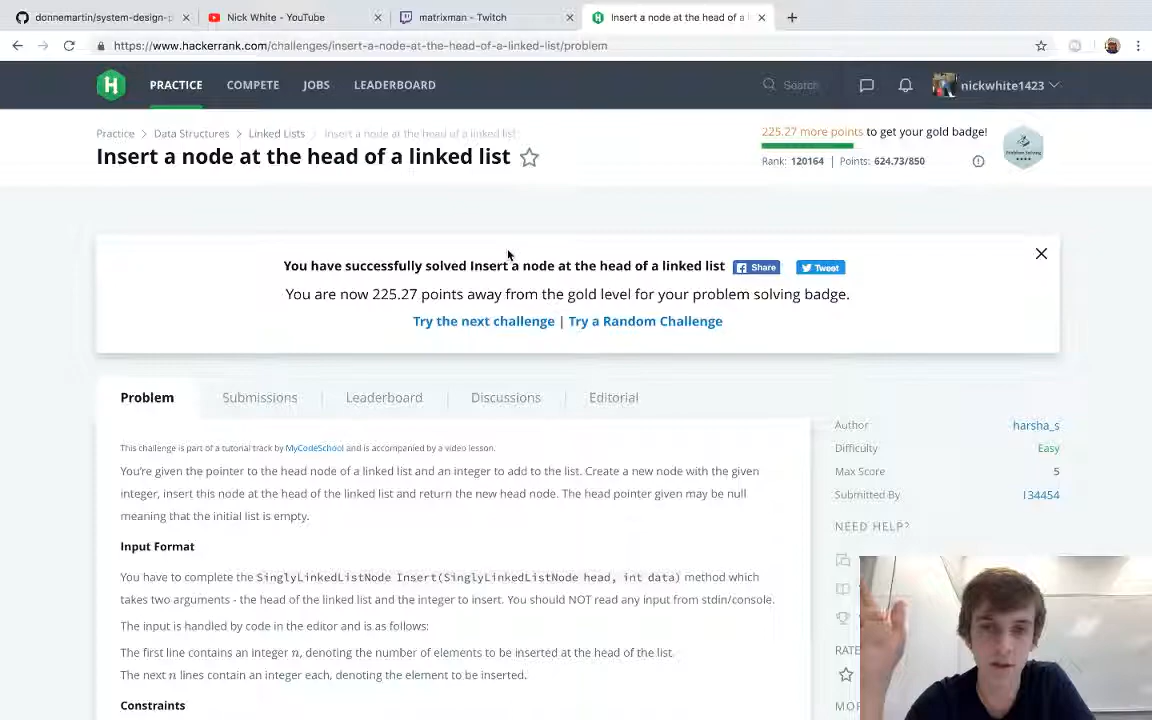 donnemartin/system-design-p
Nick White - YouTube
matrixman - Twitch
Insert a node at the head of a l
https://www.hackerrank.com/challenges/insert-a-node-at-the-head-of-a-linked-list/problem
H
PRACTICE
COMPETE
JOBS
LEADERBOARD
Search
nickwhite1423
Practice > Data Structures > Linked Lists > Insert a node at the head of a linked list
Insert a node at the head of a linked list
225.27 more points to get your gold badge!
Rank: 120164 | Points: 624.73/850
Problem Solving
You have successfully solved Insert a node at the head of a linked list
Share
Tweet
You are now 225.27 points away from the gold level for your problem solving badge.
Try the next challenge | Try a Random Challenge
Problem
Submissions
Leaderboard
Discussions
Editorial
This challenge is part of a tutorial track by MyCodeSchool and is accompanied by a video lesson.
You're given the pointer to the head node of a linked list and an integer to add to the list. Create a new node with the given
integer, insert this node at the head of the linked list and return the new head node. The head pointer given may be null
meaning that the initial list is empty.
Input Format
You have to complete the SinglyLinkedListNode Insert(SinglyLinkedListNode head, int data) method which
takes two arguments - the head of the linked list and the integer to insert. You should NOT read any input from stdin/console.
The input is handled by code in the editor and is as follows:
The first line contains an integer n, denoting the number of elements to be inserted at the head of the list.
The next n lines contain an integer each, denoting the element to be inserted.
Constraints
Author
harsha_s
Difficulty
Easy
Max Score
5
Submitted By
134454
NEED HELP?
RATE
MOR